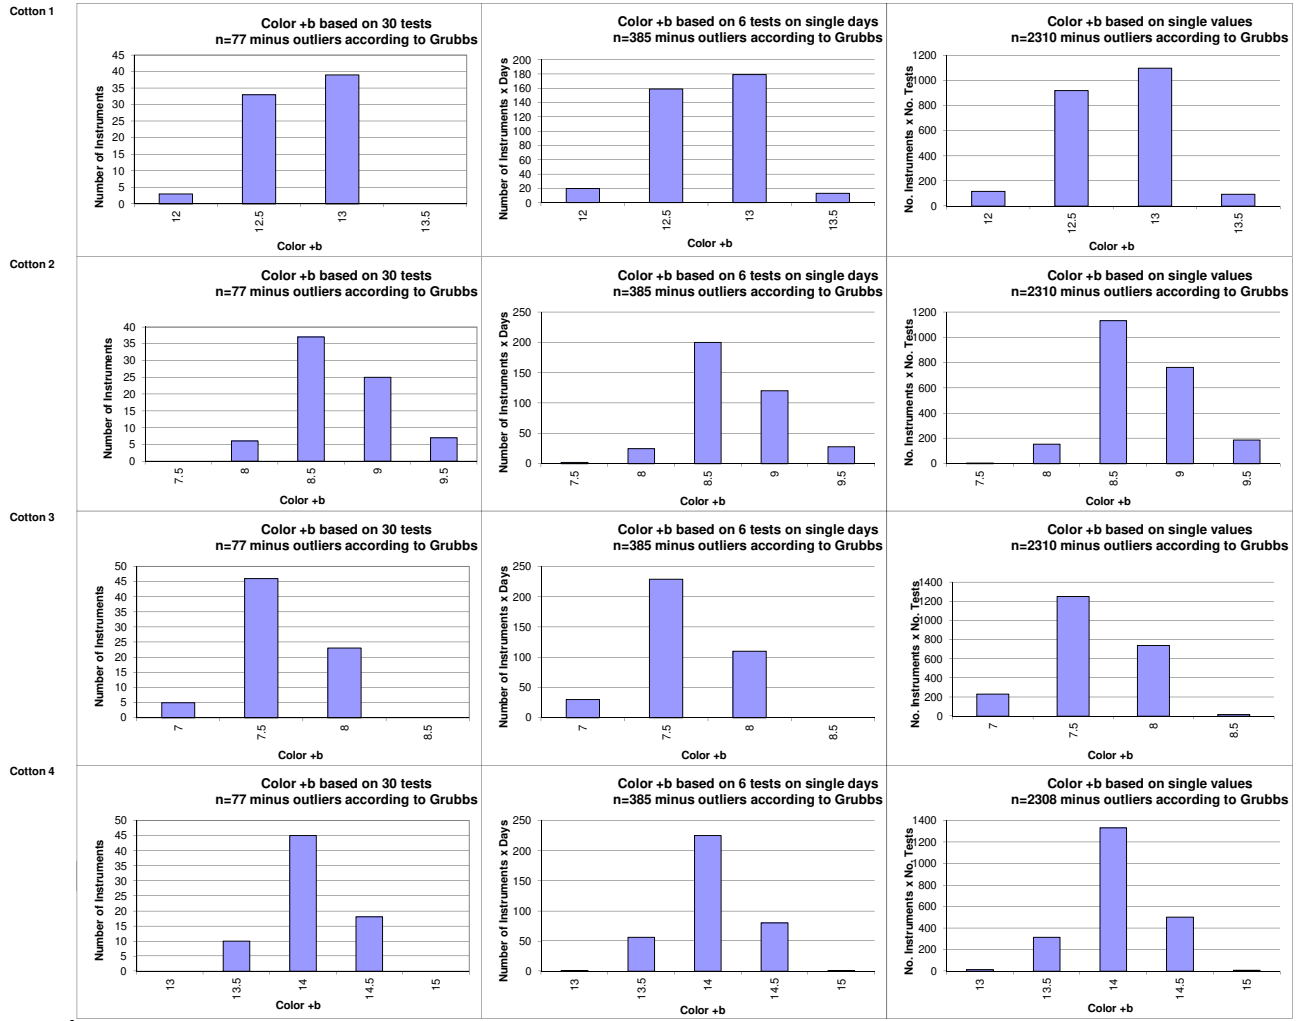 Cotton 1
Color +b based on 30 tests
n=77 minus outliers according to Grubbs
Number of Instruments
45
40
35
30
25
20
15
10
5
0
12
12.5
13
13.5
Color +b
Color +b based on 6 tests on single days
n=385 minus outliers according to Grubbs
Number of Instruments x Days
200
180
160
140
120
100
80
60
40
20
0
12
12.5
13
13.5
Color +b
Color +b based on single values
n=2310 minus outliers according to Grubbs
No. Instruments x No. Tests
1200
1000
800
600
400
200
0
12
12.5
13
13.5
Color +b
Cotton 2
Color +b based on 30 tests
n=77 minus outliers according to Grubbs
Number of Instruments
40
35
30
25
20
15
10
5
0
7.5
8
8.5
9
9.5
Color +b
Color +b based on 6 tests on single days
n=385 minus outliers according to Grubbs
Number of Instruments x Days
250
200
150
100
50
0
7.5
8
8.5
9
9.5
Color +b
Color +b based on single values
n=2310 minus outliers according to Grubbs
No. Instruments x No. Tests
1200
1000
800
600
400
200
0
7.5
8
8.5
9
9.5
Color +b
Cotton 3
Color +b based on 30 tests
n=77 minus outliers according to Grubbs
Number of Instruments
50
45
40
35
30
25
20
15
10
5
0
7
7.5
8
8.5
Color +b
Color +b based on 6 tests on single days
n=385 minus outliers according to Grubbs
Number of Instruments x Days
250
200
150
100
50
0
7
7.5
8
8.5
Color +b
Color +b based on single values
n=2310 minus outliers according to Grubbs
No. Instruments x No. Tests
1400
1200
1000
800
600
400
200
0
7
7.5
8
8.5
Color +b
Cotton 4
Color +b based on 30 tests
n=77 minus outliers according to Grubbs
Number of Instruments
50
45
40
35
30
25
20
15
10
5
0
13
13.5
14
14.5
15
Color +b
Color +b based on 6 tests on single days
n=385 minus outliers according to Grubbs
Number of Instruments x Days
250
200
150
100
50
0
13
13.5
14
14.5
15
Color +b
Color +b based on single values
n=2308 minus outliers according to Grubbs
No. Instruments x No. Tests
1400
1200
1000
800
600
400
200
0
13
13.5
14
14.5
15
Color +b